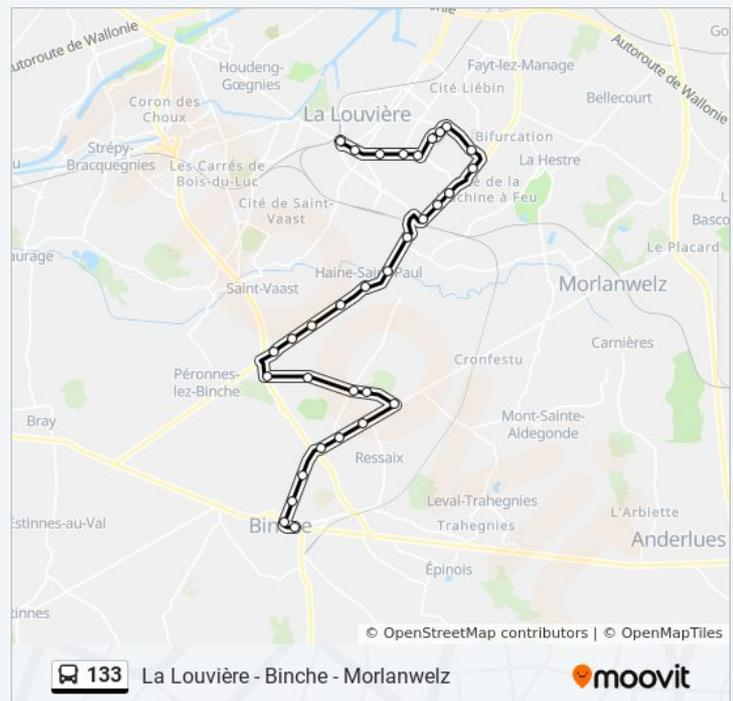 Autoroute de Wallonie
Autoroute de Wallonie
Houdeng-
Gœgnies
Fayt-lez-Manage
Cité Liébin
Coron des
Choux
La Louvière
Bellecourt
Bifurcation
Strépy-
Bracquegnies
Les Carrés de
Bois-du-Luc
La Hestre
Cité de Saint-
Vaast
Basco
Le Placard
Haine-Saint-Paul
Saint-Vaast
Morlanwelz
Carnières
Cronfestu
Péronnes-
lez-Binche
Bray
Mont-Sainte-
Aldegonde
Ressaix
Leval-Trahegnies
Trahegnies
L'Arbiette
Estinnes-au-Val
Binche
Anderlues
Épinois
© OpenStreetMap contributors | © OpenMapTiles
133 La Louvière - Binche - Morlanwelz
moovit